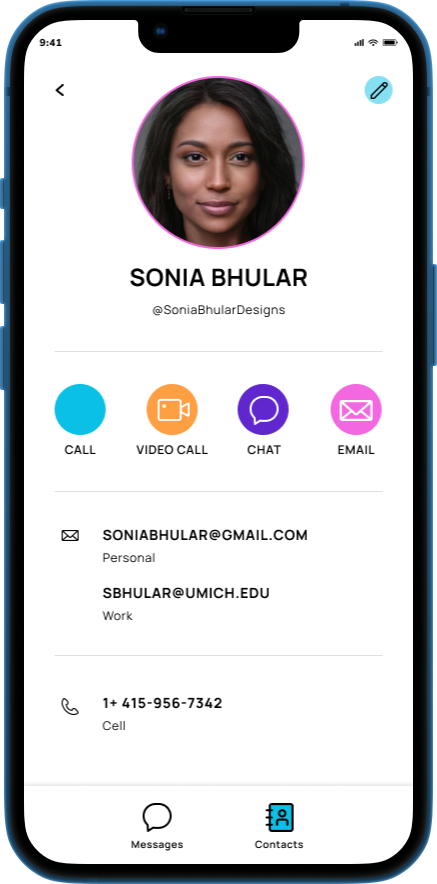 9:41
SONIA BHULAR
@SoniaBhularDesigns
CALL
VIDEO CALL
CHAT
EMAIL
SONIABHULAR@GMAIL.COM
Personal
SBHULAR@UMICH.EDU
Work
1+ 415-956-7342
Cell
Messages
Contacts